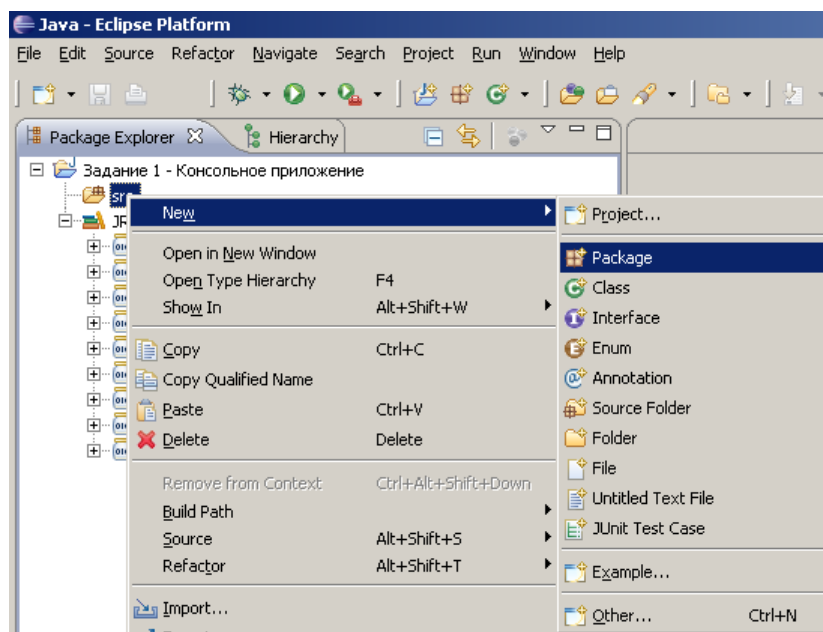 Java - Eclipse Platform
File Edit Source Refactor Navigate Search Project Run Window Help
Package Explorer Hierarchy
Задание 1 - Консольное приложение
src
New
Open in New Window
Open Type Hierarchy F4
Show In Alt+Shift+W
Copy Ctrl+C
Copy Qualified Name
Paste Ctrl+V
Delete Delete
Remove from Context Ctrl+Alt+Shift+Down
Build Path
Source Alt+Shift+S
Refactor Alt+Shift+T
Import...
Project...
Package
Class
Interface
Enum
Annotation
Source Folder
Folder
File
Untitled Text File
JUnit Test Case
Example...
Other... Ctrl+N